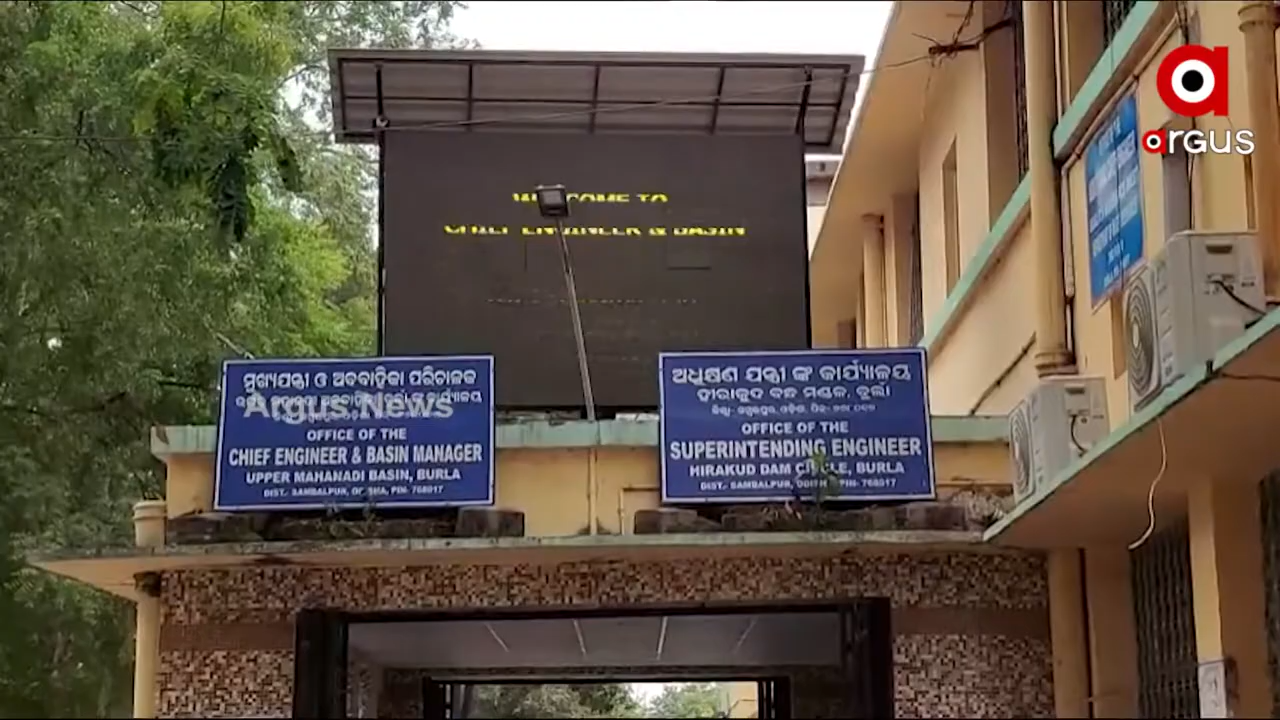 argus
WELCOME TO
CHIEF ENGINEER & BASIN
ମୁଖ୍ୟଯନ୍ତ୍ରୀ ଓ ଅବବାହିକା ପରିଚାଳକ
Argus News
OFFICE OF THE
CHIEF ENGINEER & BASIN MANAGER
UPPER MAHANADI BASIN, BURLA
DIST.- SAMBALPUR, ODISHA, PIN- 768017
ଅଧୀକ୍ଷଣ ଯନ୍ତ୍ରୀ ଙ୍କ କାର୍ଯ୍ୟାଳୟ
ହୀରାକୁଦ ବନ୍ଧ ମଣ୍ଡଳ, ବୁର୍ଲା
OFFICE OF THE
SUPERINTENDING ENGINEER
HIRAKUD DAM CIRCLE, BURLA
DIST.- SAMBALPUR, ODISHA, PIN- 768017